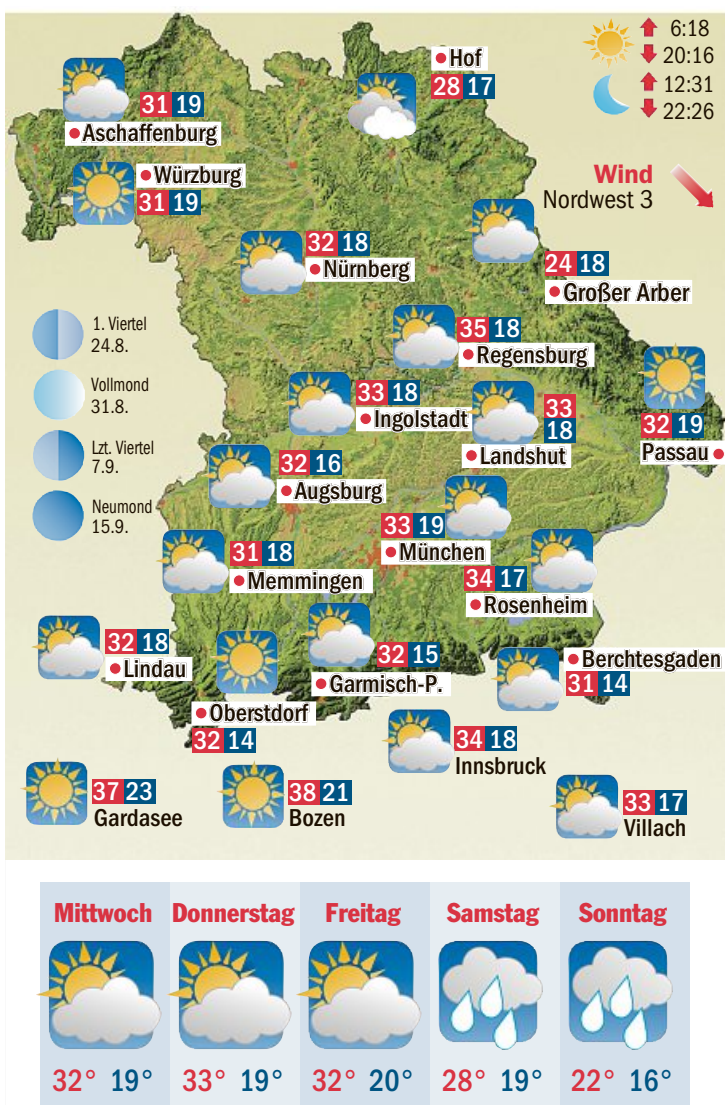 6:18
20:16
12:31
22:26
Hof
28 17
31 19
Aschaffenburg
Würzburg
31 19
Wind
Nordwest 3
32 18
Nürnberg
24 18
Großer Arber
1. Viertel
24.8.
Vollmond
31.8.
Lzt. Viertel
7.9.
Neumond
15.9.
35 18
Regensburg
33 18
Ingolstadt
33
18
Landshut
32 19
Passau
32 16
Augsburg
33 19
München
31 18
Memmingen
34 17
Rosenheim
32 18
Lindau
32 15
Garmisch-P.
Berchtesgaden
31 14
Oberstdorf
32 14
34 18
Innsbruck
37 23
Gardasee
38 21
Bozen
33 17
Villach
Mittwoch
32° 19°
Donnerstag
33° 19°
Freitag
32° 20°
Samstag
28° 19°
Sonntag
22° 16°